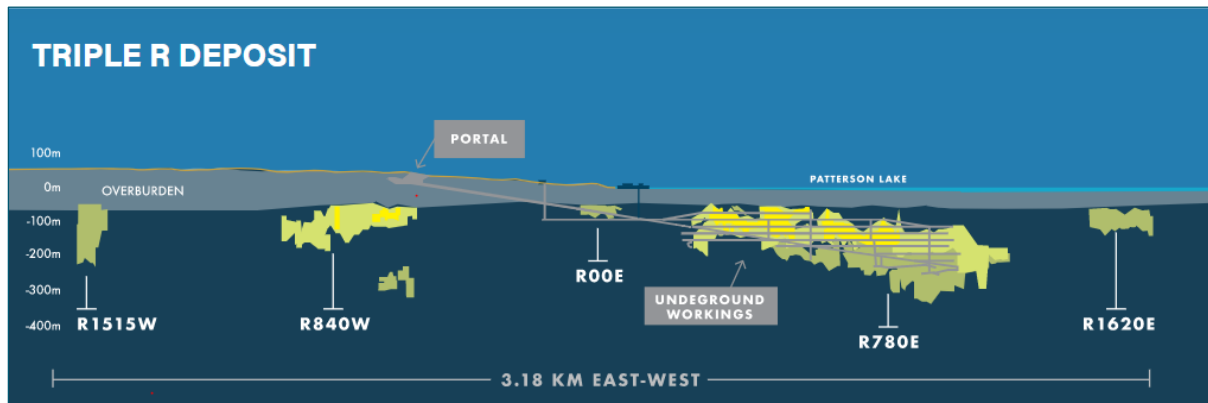 TRIPLE R DEPOSIT
PORTAL
100m
0m
OVERBURDEN
PATTERSON LAKE
-100m
-200m
-300m
-400m
R1515W
R840W
R00E
UNDEGROUND
WORKINGS
R780E
R1620E
3.18 KM EAST-WEST